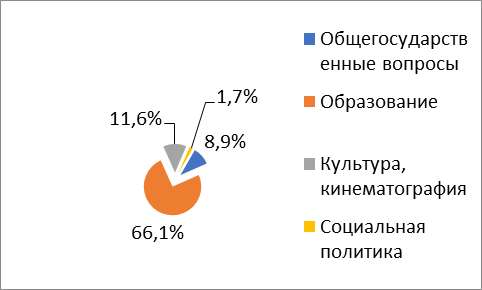 1,7%
11,6%
8,9%
66,1%
Общегосударств
енные вопросы
Образование
Культура,
кинематография
Социальная
политика